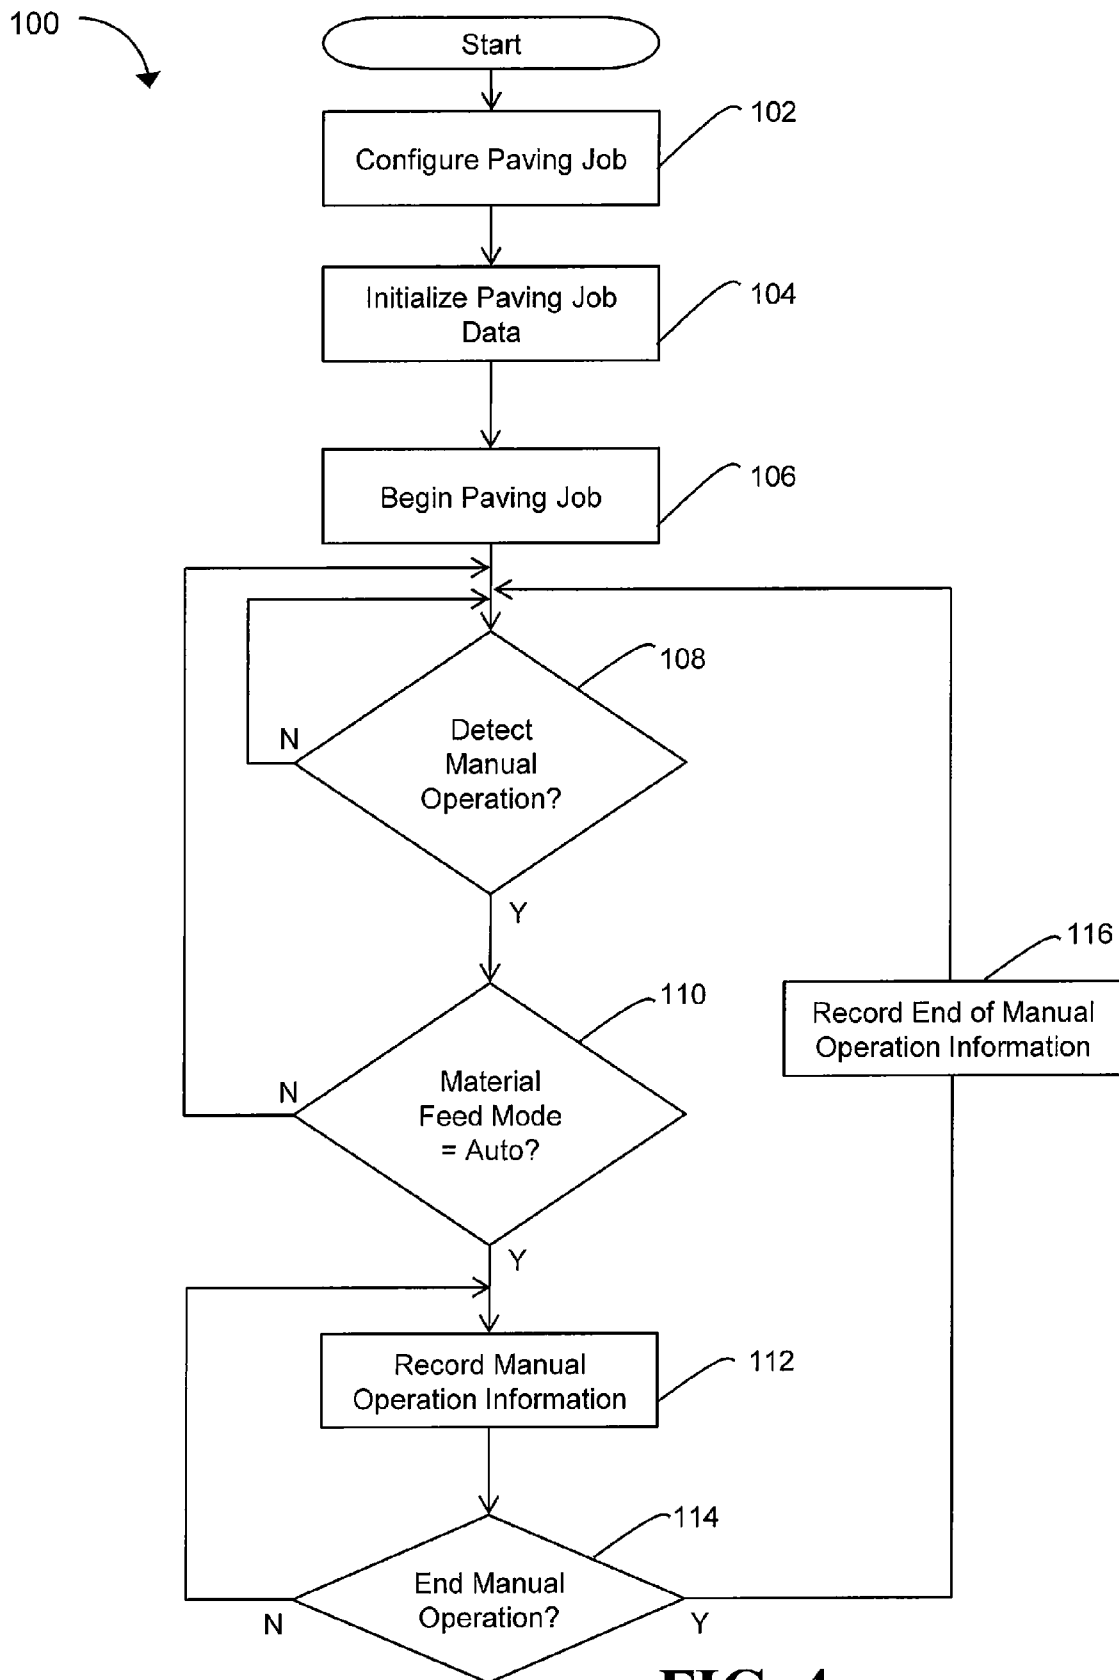 100
Start
102
Configure Paving Job
104
Initialize Paving Job
Data
106
Begin Paving Job
108
Detect
Manual
Operation?
N
Y
110
116
Record End of Manual
Operation Information
Material
Feed Mode
= Auto?
N
Y
112
Record Manual
Operation Information
114
End Manual
Operation?
N
Y
FIG. 4